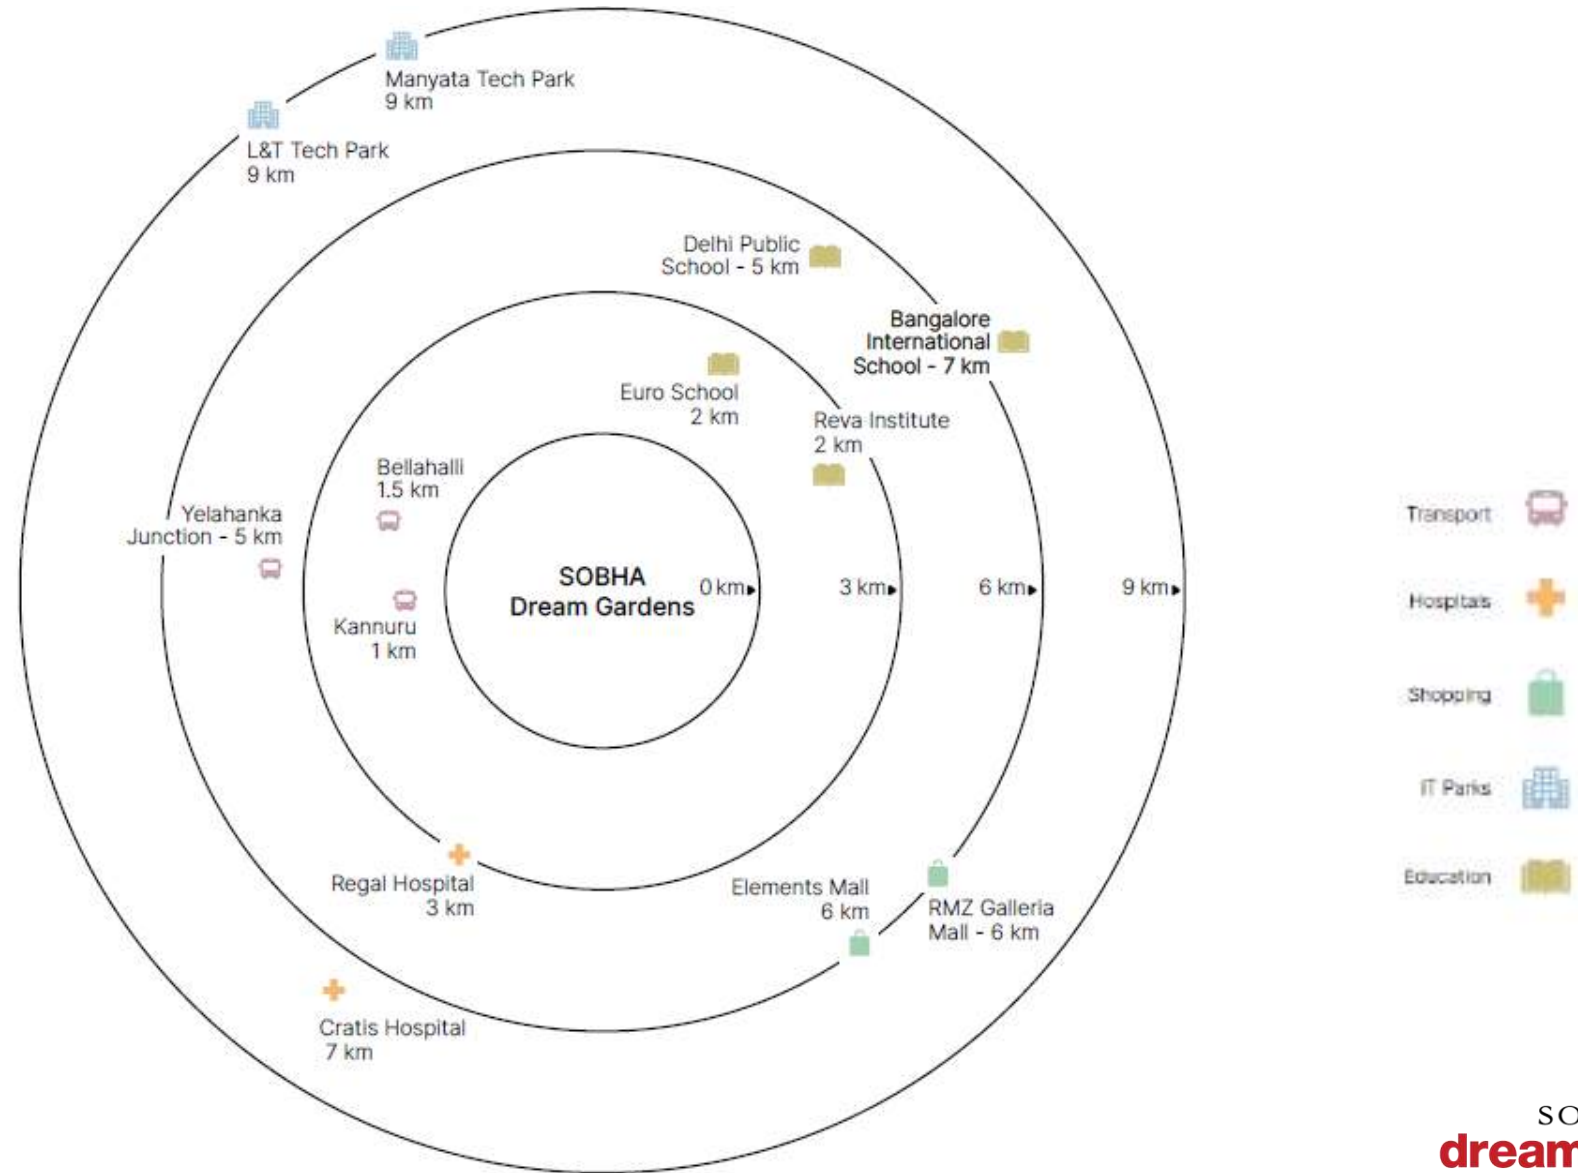 Manyata Tech Park
9 km
L&T Tech Park
9 km
Delhi Public
School - 5 km
Bangalore
International
School - 7 km
Euro School
2 km
Reva Institute
2 km
Bellahalli
1.5 km
Yelahanka
Junction - 5 km
Kannuru
1 km
SOBHA
Dream Gardens
0 km
3 km
6 km
9 km
Regal Hospital
3 km
Elements Mall
6 km
RMZ Galleria
Mall - 6 km
Cratis Hospital
7 km
Transport
Hospitals
Shopping
IT Parks
Education
SO
dream